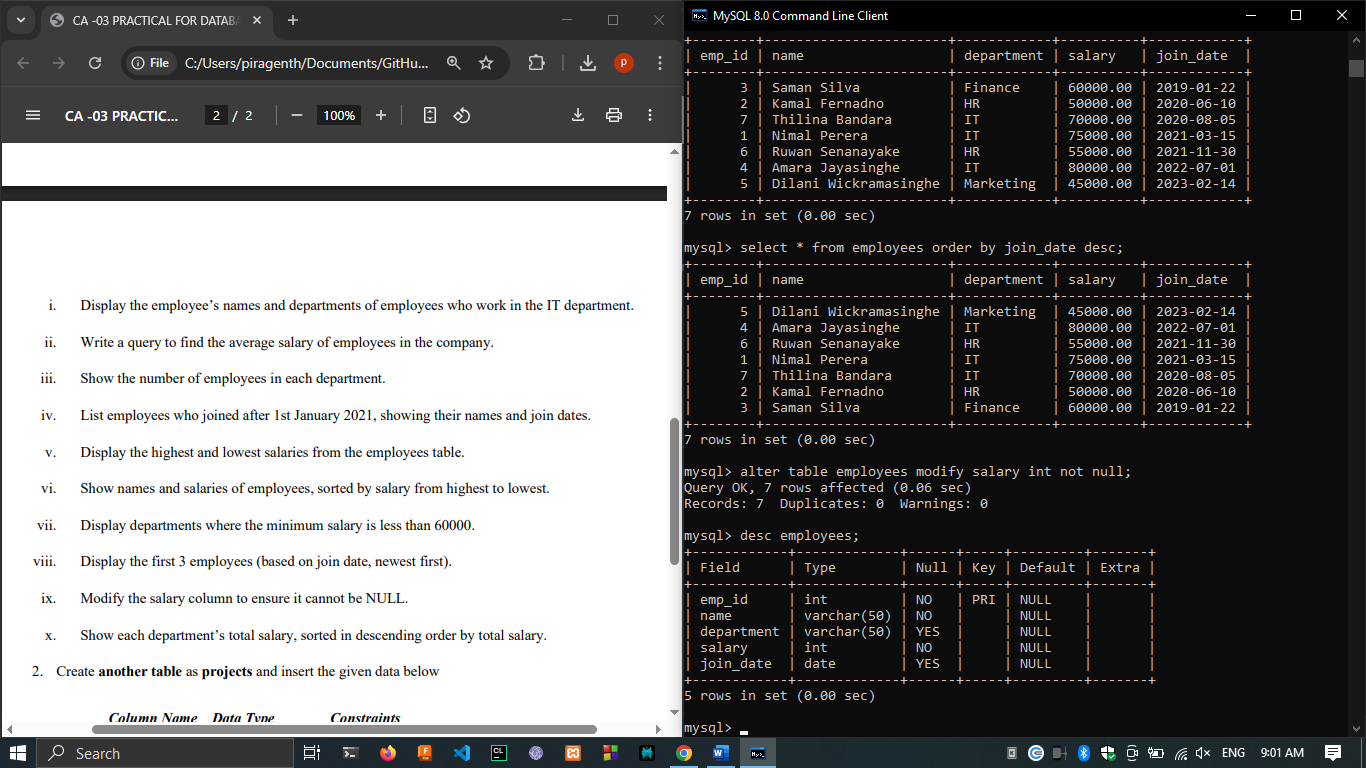 CA -03 PRACTICAL FOR DATABA
File
C:/Users/piragenth/Documents/GitHu...
p
CA -03 PRACTIC...
2 / 2
100%
i. Display the employee's names and departments of employees who work in the IT department.
ii. Write a query to find the average salary of employees in the company.
iii. Show the number of employees in each department.
iv. List employees who joined after 1st January 2021, showing their names and join dates.
v. Display the highest and lowest salaries from the employees table.
vi. Show names and salaries of employees, sorted by salary from highest to lowest.
vii. Display departments where the minimum salary is less than 60000.
viii. Display the first 3 employees (based on join date, newest first).
ix. Modify the salary column to ensure it cannot be NULL.
x. Show each department's total salary, sorted in descending order by total salary.
2. Create another table as projects and insert the given data below
Column Name Data Type Constraints
MySQL 8.0 Command Line Client
+--------+----------------------+------------+----------+------------+
| emp_id | name | department | salary | join_date |
+--------+----------------------+------------+----------+------------+
| 3 | Saman Silva | Finance | 60000.00 | 2019-01-22 |
| 2 | Kamal Fernadno | HR | 50000.00 | 2020-06-10 |
| 7 | Thilina Bandara | IT | 70000.00 | 2020-08-05 |
| 1 | Nimal Perera | IT | 75000.00 | 2021-03-15 |
| 6 | Ruwan Senanayake | HR | 55000.00 | 2021-11-30 |
| 4 | Amara Jayasinghe | IT | 80000.00 | 2022-07-01 |
| 5 | Dilani Wickramasinghe | Marketing | 45000.00 | 2023-02-14 |
+--------+----------------------+------------+----------+------------+
7 rows in set (0.00 sec)
mysql> select * from employees order by join_date desc;
+--------+----------------------+------------+----------+------------+
| emp_id | name | department | salary | join_date |
+--------+----------------------+------------+----------+------------+
| 5 | Dilani Wickramasinghe | Marketing | 45000.00 | 2023-02-14 |
| 4 | Amara Jayasinghe | IT | 80000.00 | 2022-07-01 |
| 6 | Ruwan Senanayake | HR | 55000.00 | 2021-11-30 |
| 1 | Nimal Perera | IT | 75000.00 | 2021-03-15 |
| 7 | Thilina Bandara | IT | 70000.00 | 2020-08-05 |
| 2 | Kamal Fernadno | HR | 50000.00 | 2020-06-10 |
| 3 | Saman Silva | Finance | 60000.00 | 2019-01-22 |
+--------+----------------------+------------+----------+------------+
7 rows in set (0.00 sec)
mysql> alter table employees modify salary int not null;
Query OK, 7 rows affected (0.06 sec)
Records: 7 Duplicates: 0 Warnings: 0
mysql> desc employees;
+------------+-------------+------+-----+---------+-------+
| Field | Type | Null | Key | Default | Extra |
+------------+-------------+------+-----+---------+-------+
| emp_id | int | NO | PRI | NULL | |
| name | varchar(50) | NO | | NULL | |
| department | varchar(50) | YES | | NULL | |
| salary | int | NO | | NULL | |
| join_date | date | YES | | NULL | |
+------------+-------------+------+-----+---------+-------+
5 rows in set (0.00 sec)
mysql>
Search
ENG
9:01 AM